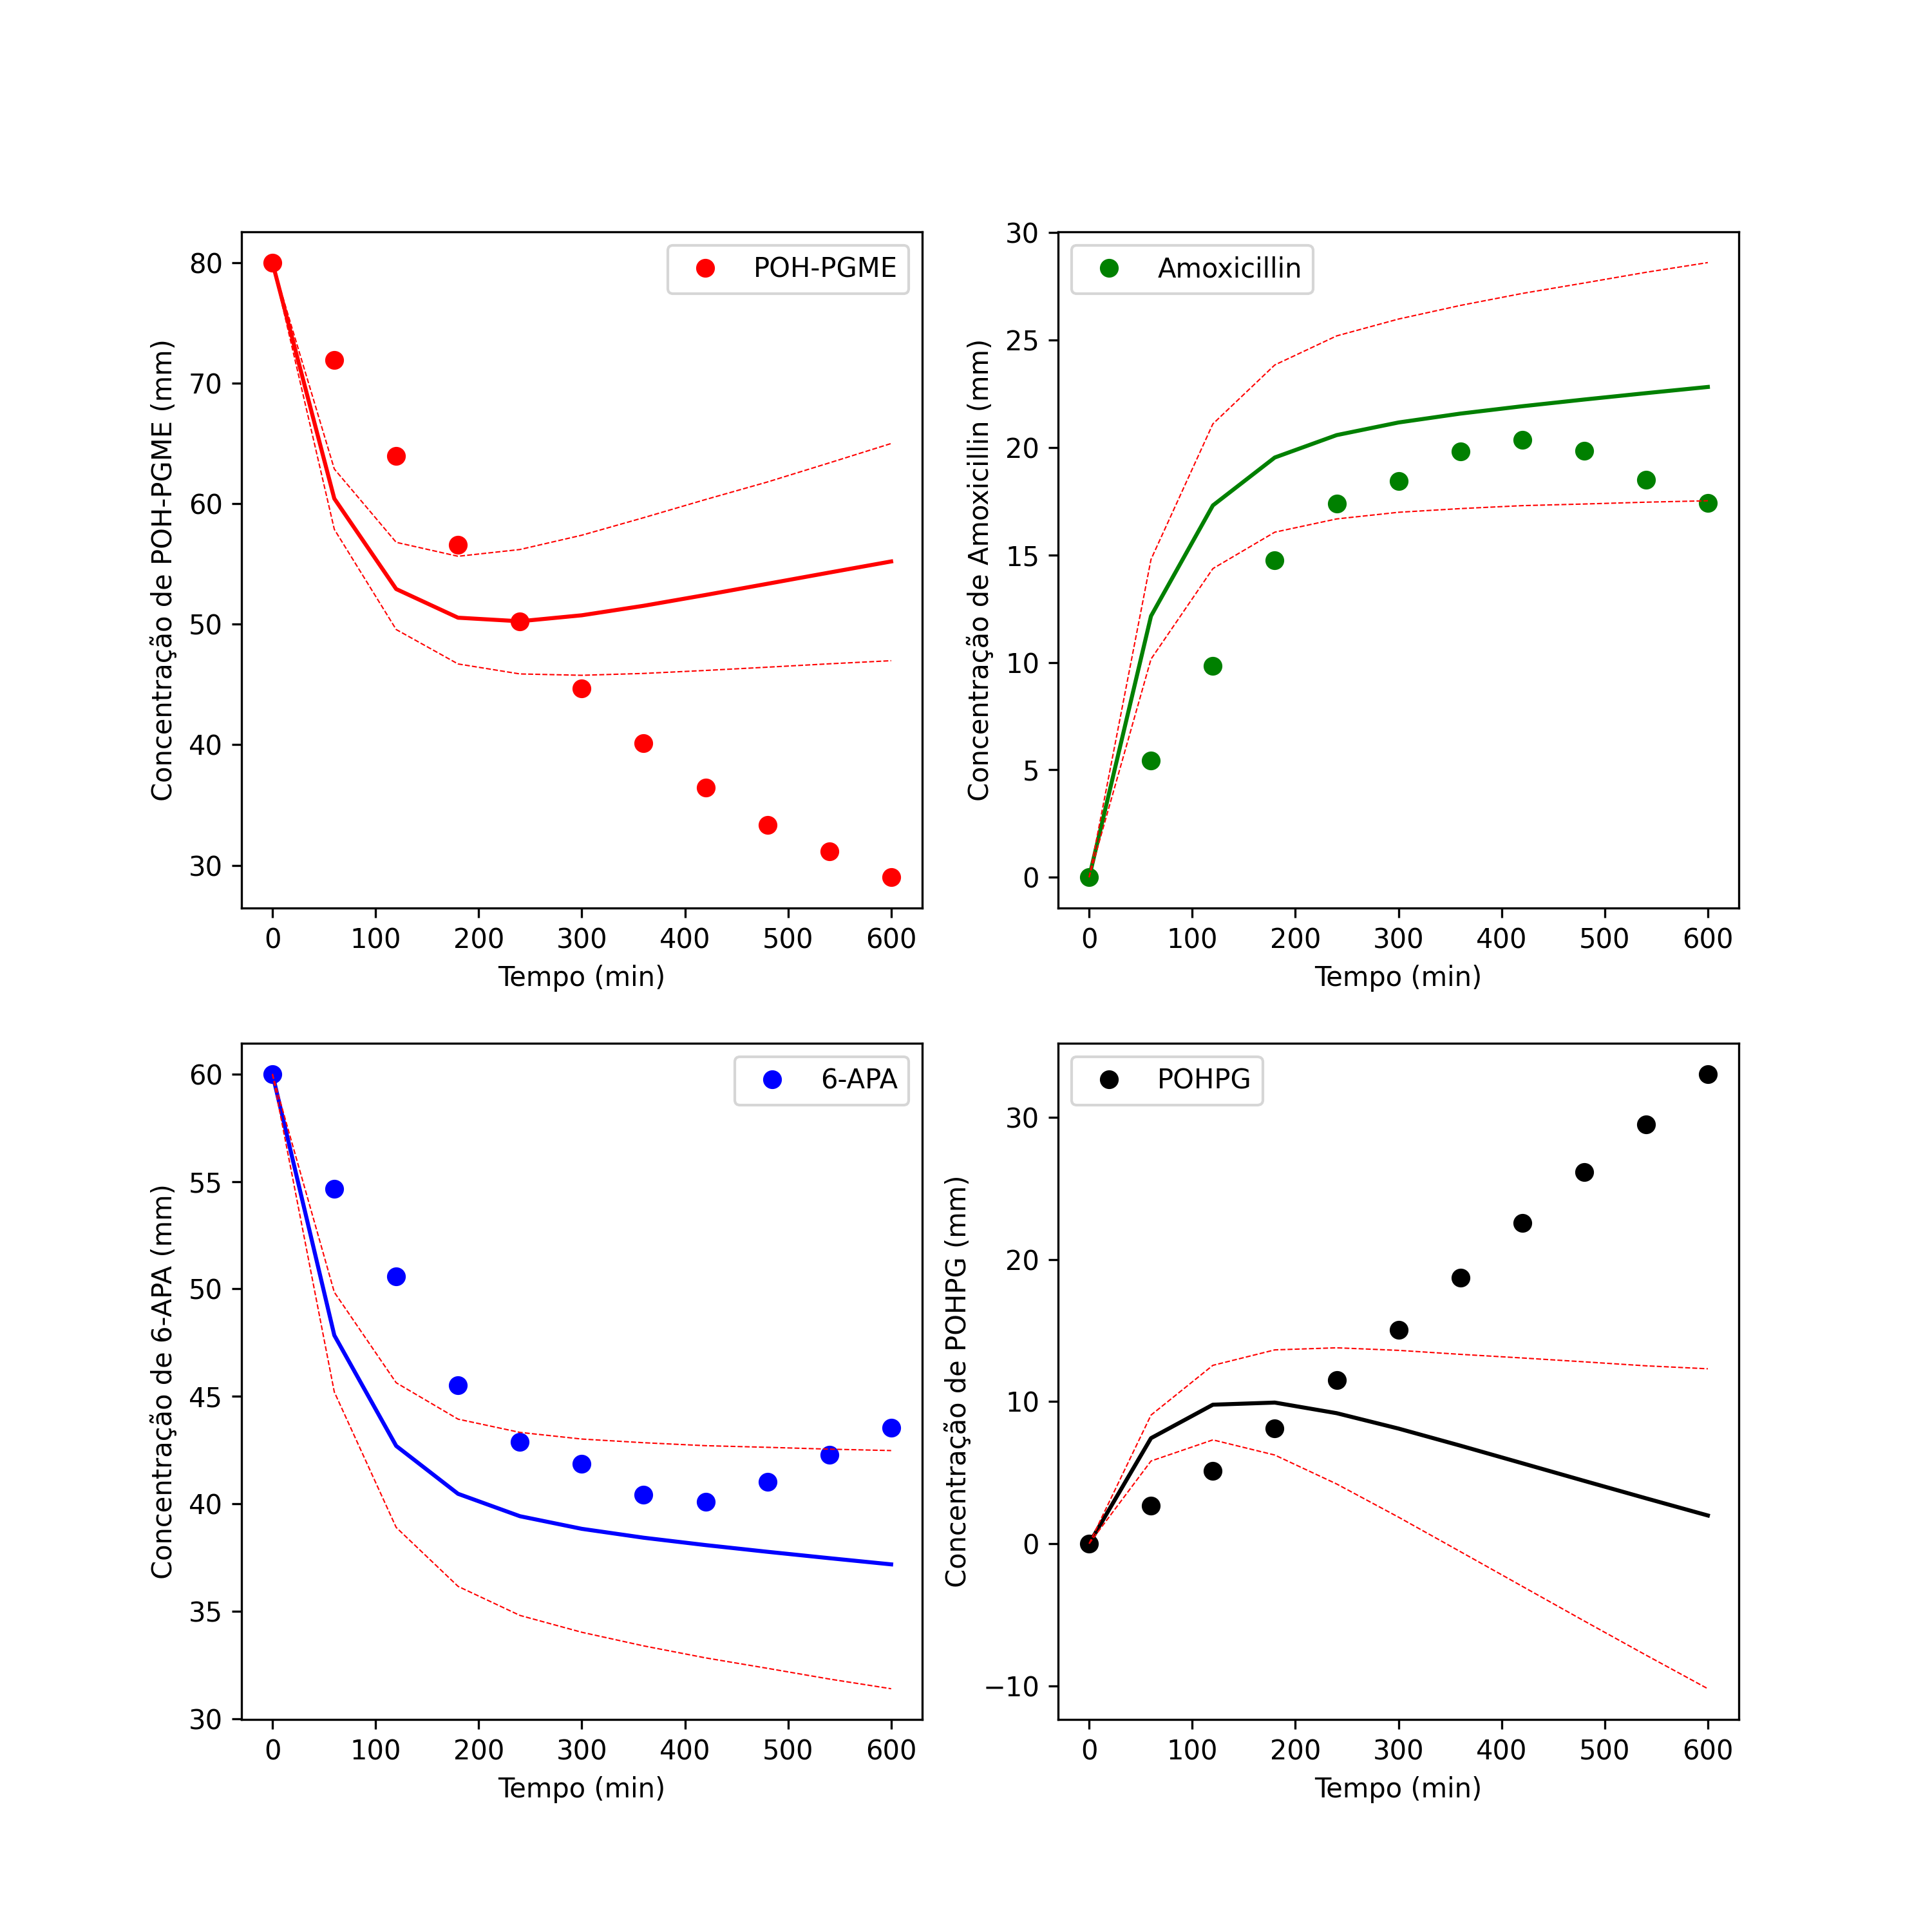 POH-PGME
80
70
60
50
40
30
Concentração de POH-PGME (mm)
0 100 200 300 400 500 600
Tempo (min)
Amoxicillin
30
25
20
15
10
5
0
Concentração de Amoxicillin (mm)
0 100 200 300 400 500 600
Tempo (min)
6-APA
60
55
50
45
40
35
30
Concentração de 6-APA (mm)
0 100 200 300 400 500 600
Tempo (min)
POHPG
30
20
10
0
−10
Concentração de POHPG (mm)
0 100 200 300 400 500 600
Tempo (min)